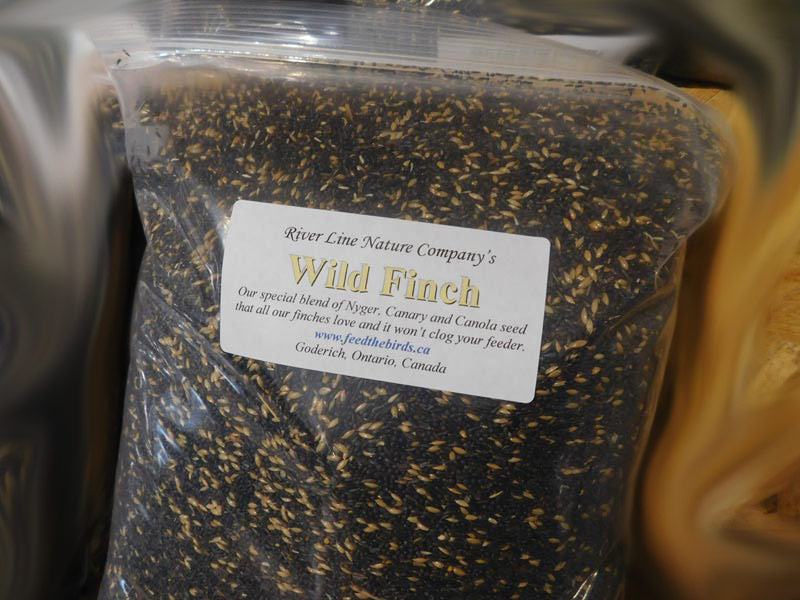 River Line Nature Company's
Wild Finch
Our special blend of Nyger, Canary and Canola seed
that all our finches love and it won't clog your feeder.
www.feedthebirds.ca
Goderich, Ontario, Canada